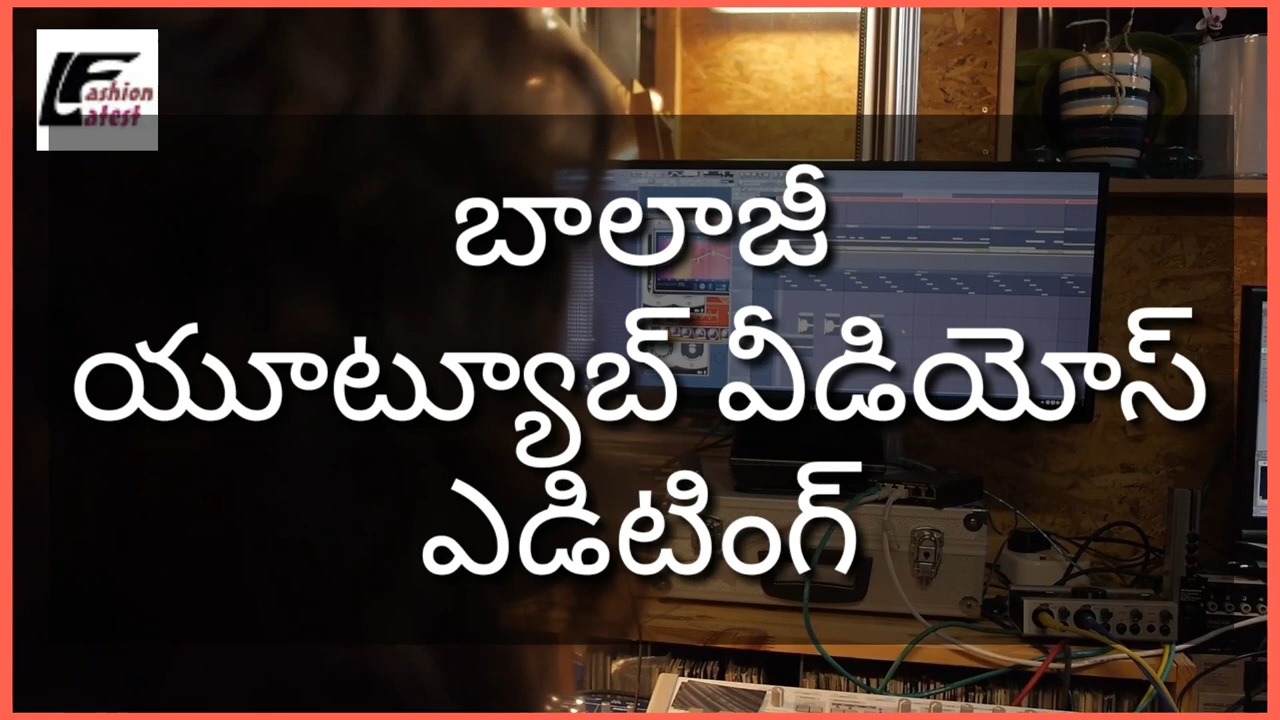 Fashion
Latest
బాలాజీ
యూట్యూబ్ వీడియోస్
ఎడిటింగ్